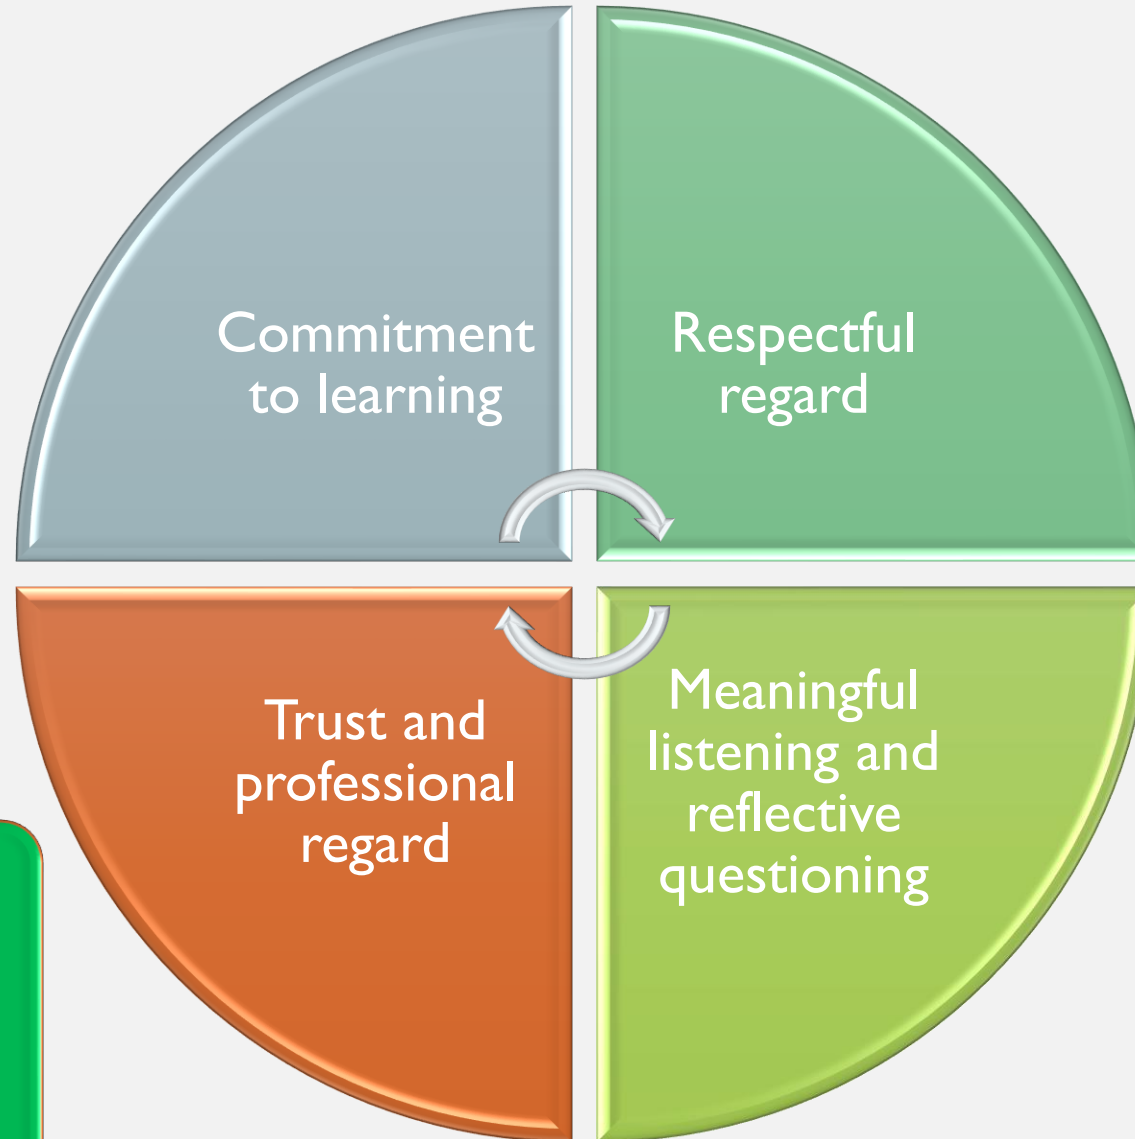 Commitment
to learning
Respectful
regard
Trust and
professional
regard
Meaningful
listening and
reflective
questioning